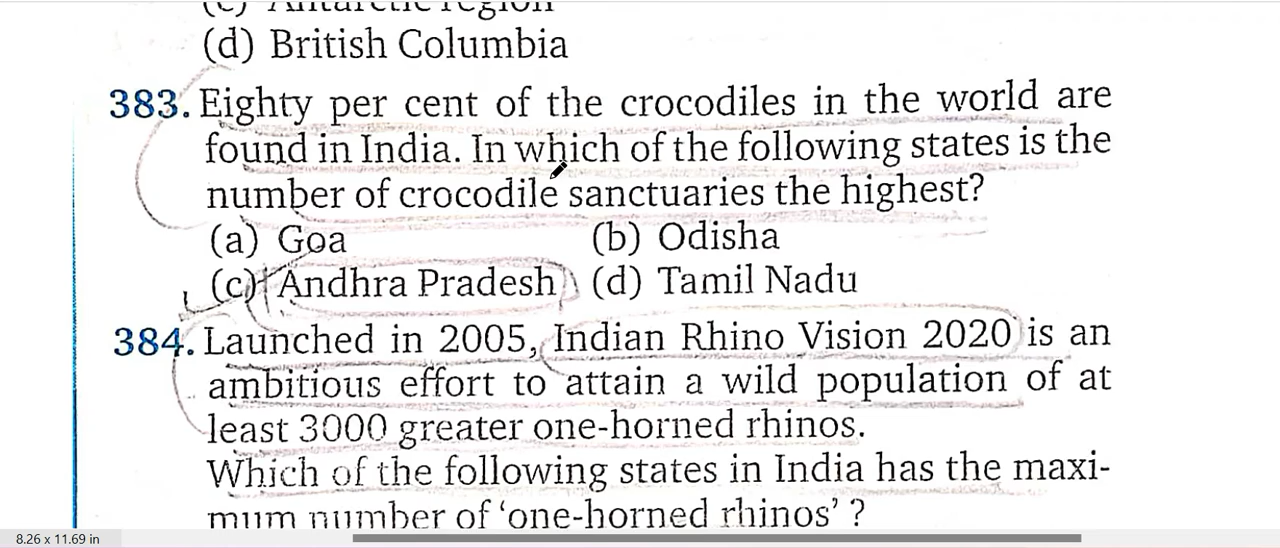 (c) Antarctic region
(d) British Columbia
383. Eighty per cent of the crocodiles in the world are
found in India. In which of the following states is the
number of crocodile sanctuaries the highest?
(a) Goa (b) Odisha
(c) Andhra Pradesh (d) Tamil Nadu
384. Launched in 2005, Indian Rhino Vision 2020 is an
ambitious effort to attain a wild population of at
least 3000 greater one-horned rhinos.
Which of the following states in India has the maxi-
mum number of ‘one-horned rhinos’ ?
8.26 x 11.69 in